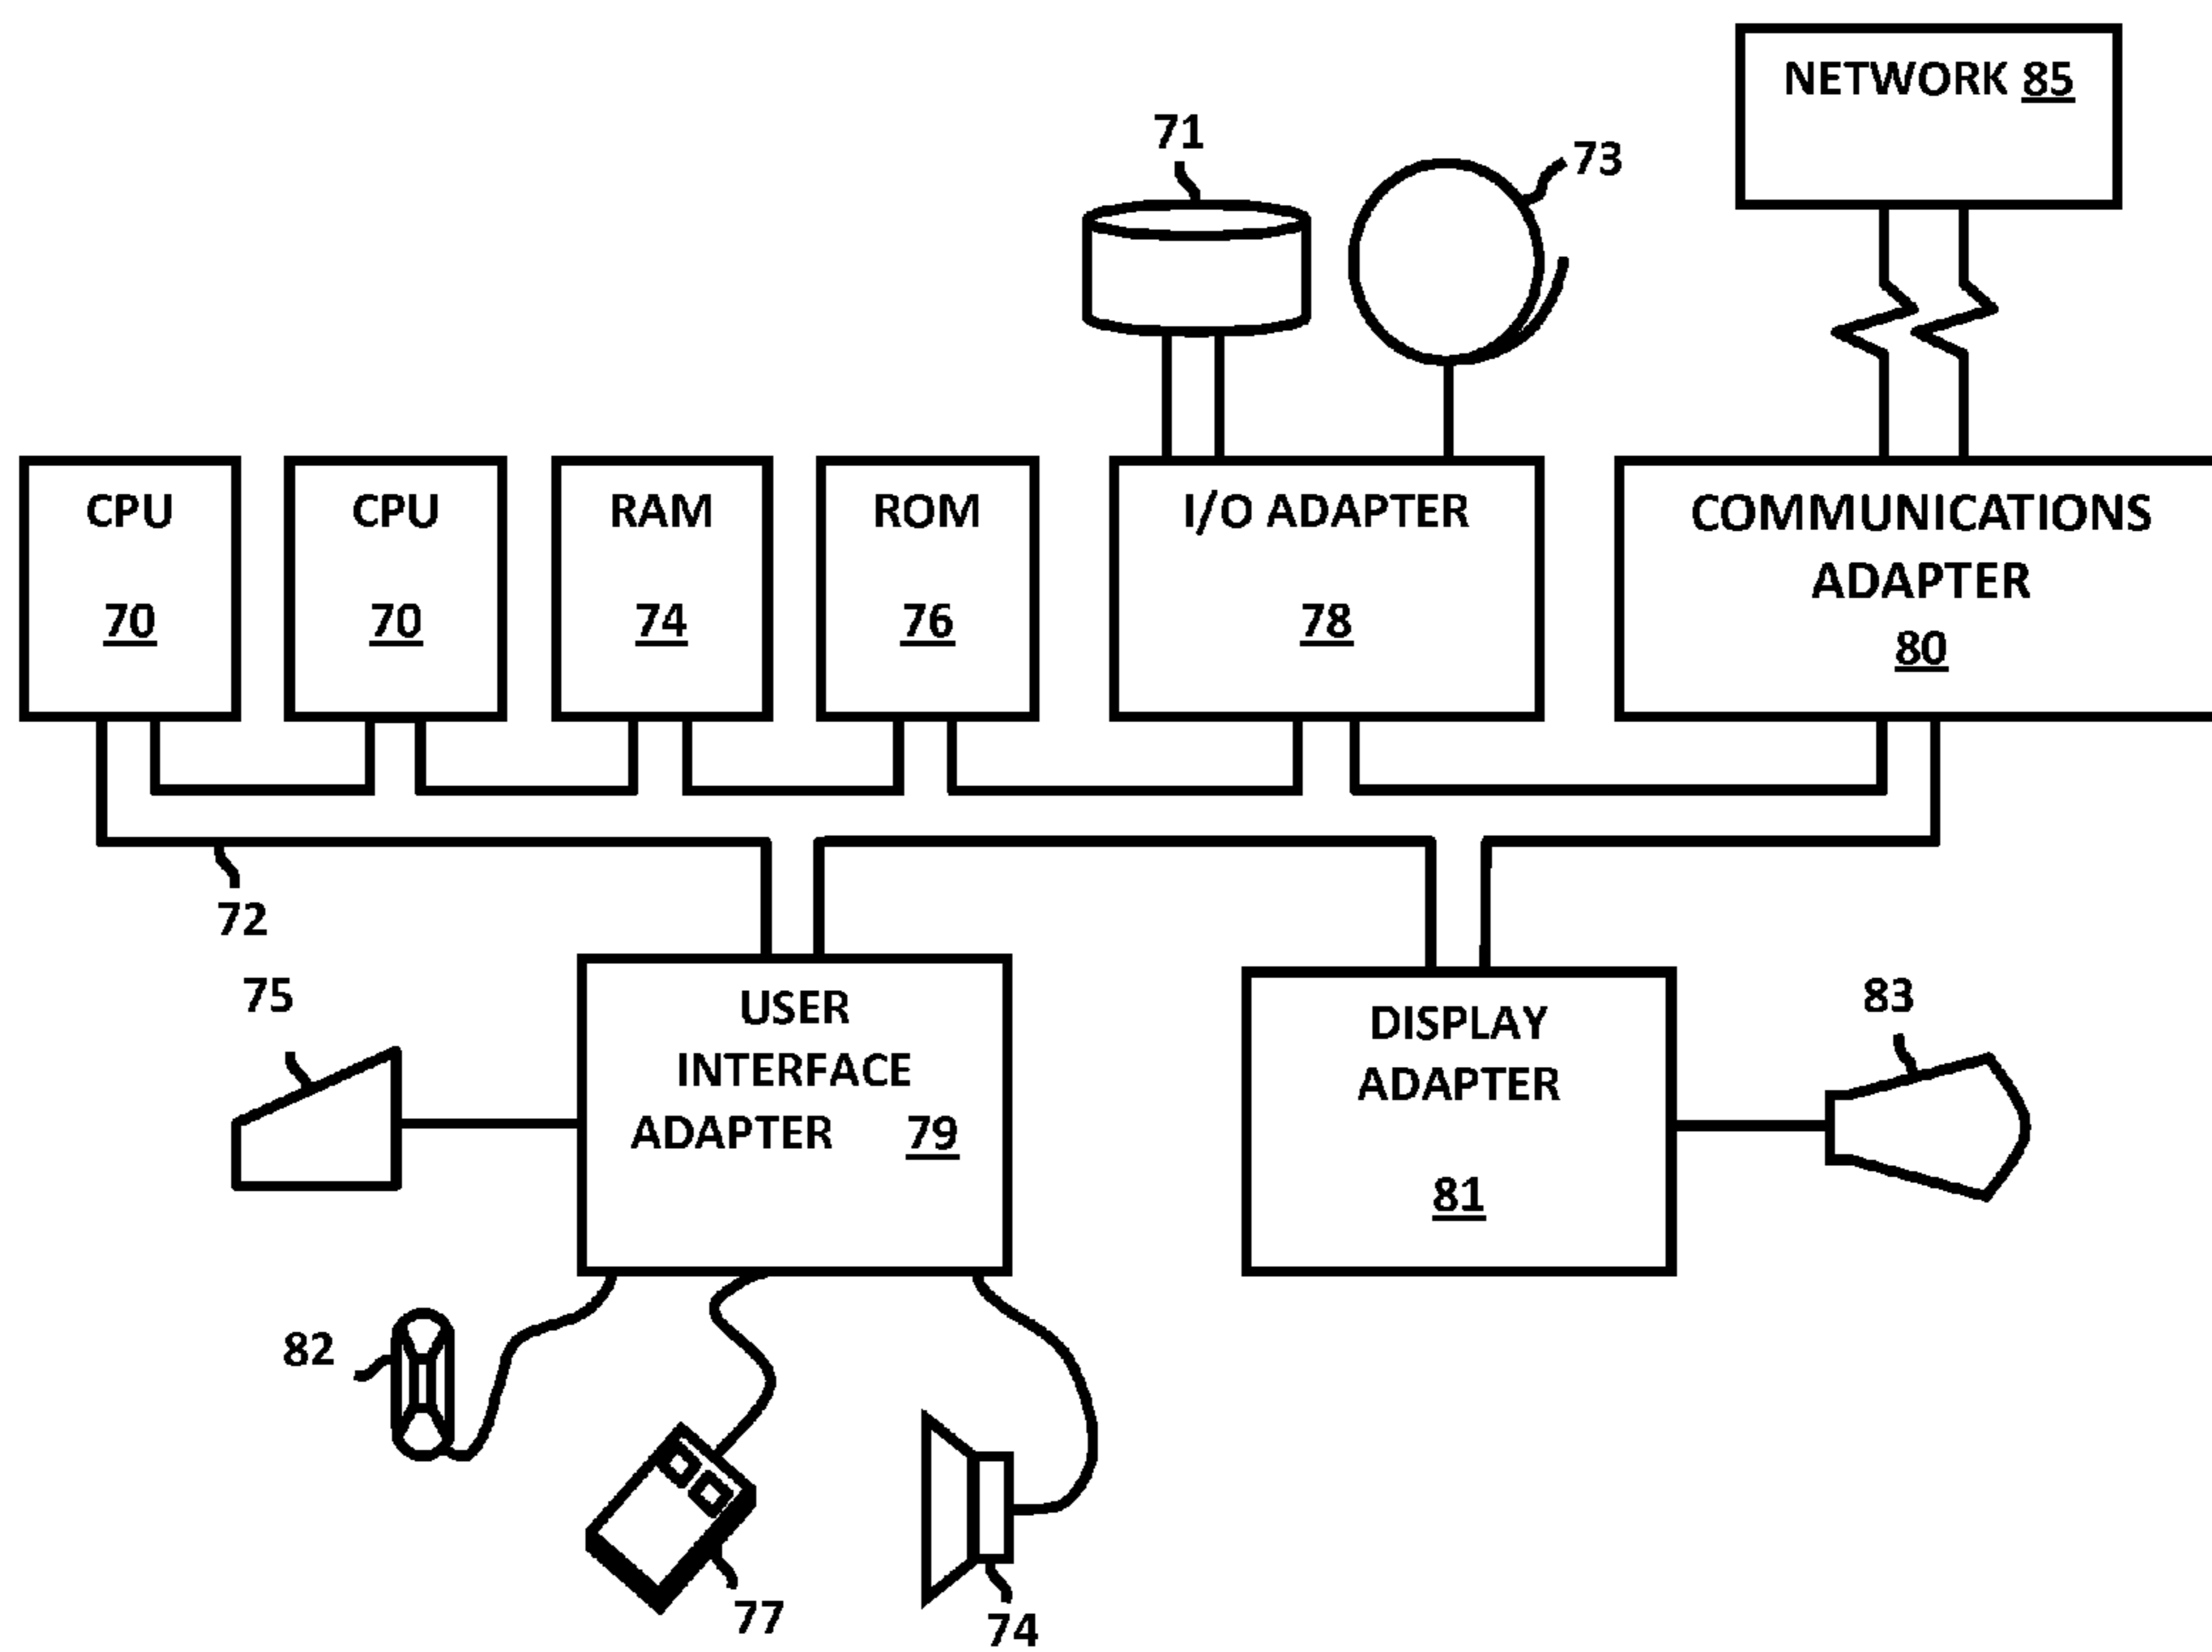 NETWORK 85
71
73
CPU
70
CPU
70
RAM
74
ROM
76
I/O ADAPTER
78
COMMUNICATIONS
ADAPTER
80
72
75
USER
INTERFACE
ADAPTER 79
DISPLAY
ADAPTER
81
83
82
77
74